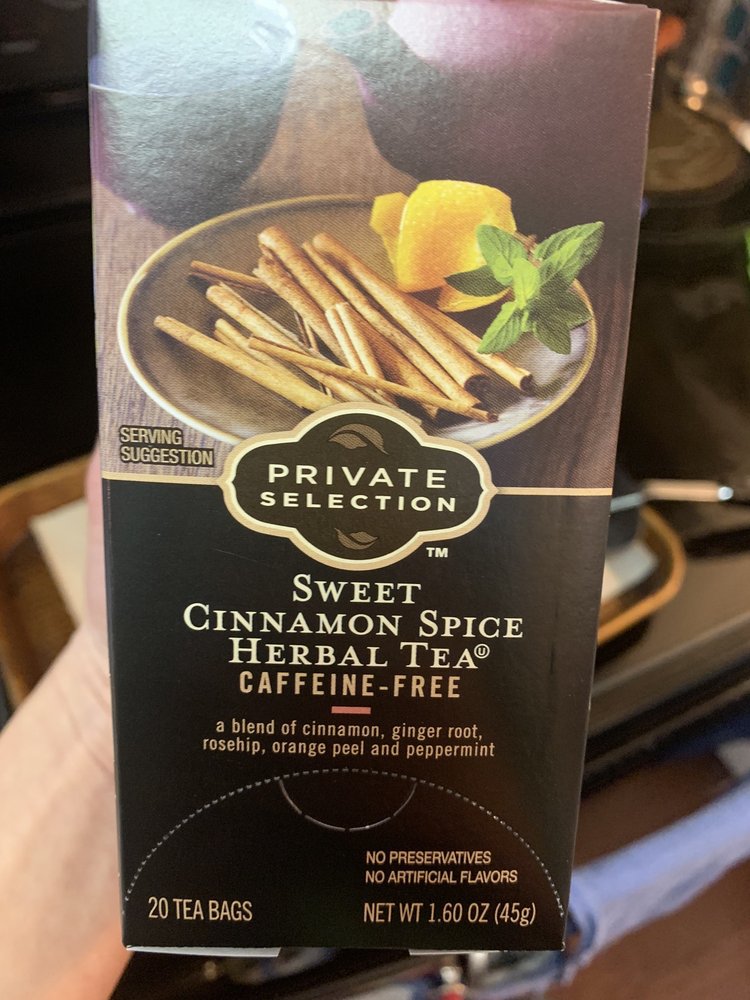 SERVING
SUGGESTION
PRIVATE
SELECTION
TM
SWEET
CINNAMON SPICE
HERBAL TEA Ⓤ
CAFFEINE-FREE
a blend of cinnamon, ginger root,
rosehip, orange peel and peppermint
NO PRESERVATIVES
NO ARTIFICIAL FLAVORS
20 TEA BAGS
NET WT 1.60 OZ (45g)